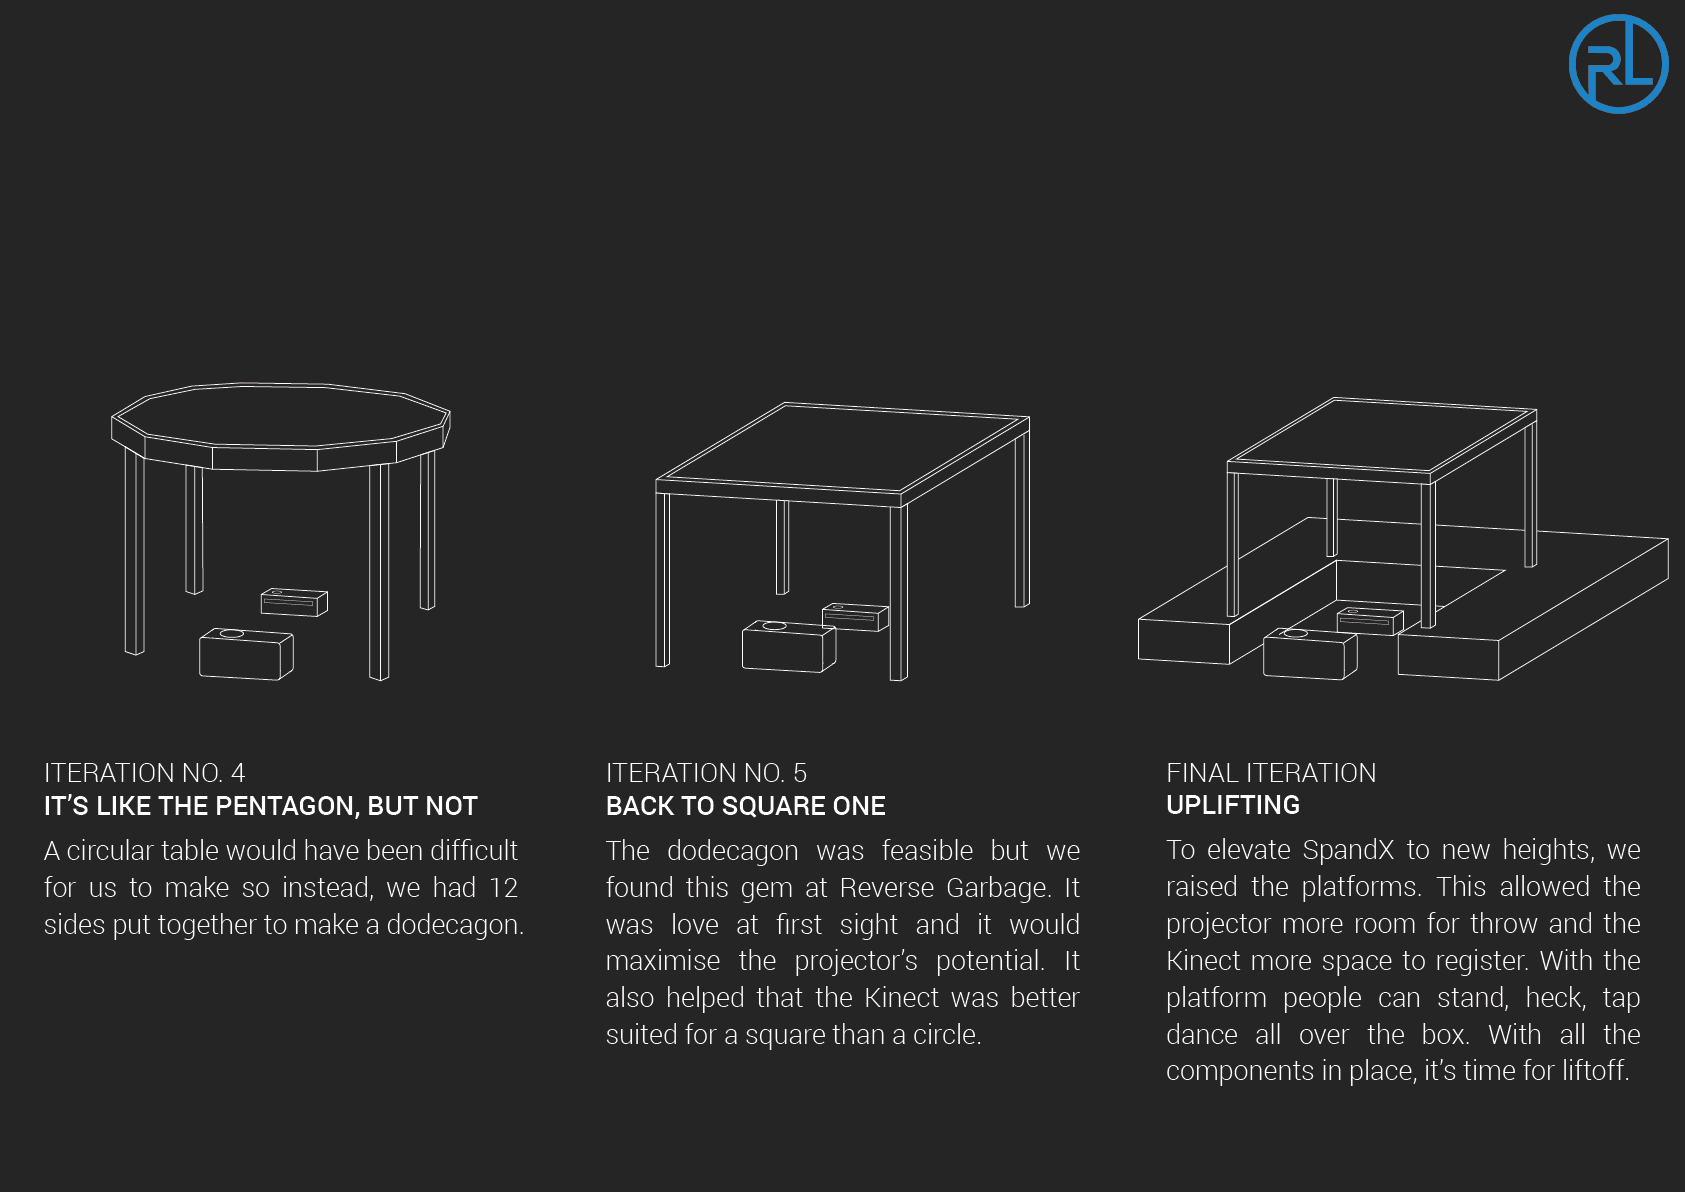 RL
ITERATION NO. 4
IT’S LIKE THE PENTAGON, BUT NOT
A circular table would have been difficult
for us to make so instead, we had 12
sides put together to make a dodecagon.
ITERATION NO. 5
BACK TO SQUARE ONE
The dodecagon was feasible but we
found this gem at Reverse Garbage. It
was love at first sight and it would
maximise the projector’s potential. It
also helped that the Kinect was better
suited for a square than a circle.
FINAL ITERATION
UPLIFTING
To elevate SpandX to new heights, we
raised the platforms. This allowed the
projector more room for throw and the
Kinect more space to register. With the
platform people can stand, heck, tap
dance all over the box. With all the
components in place, it’s time for liftoff.